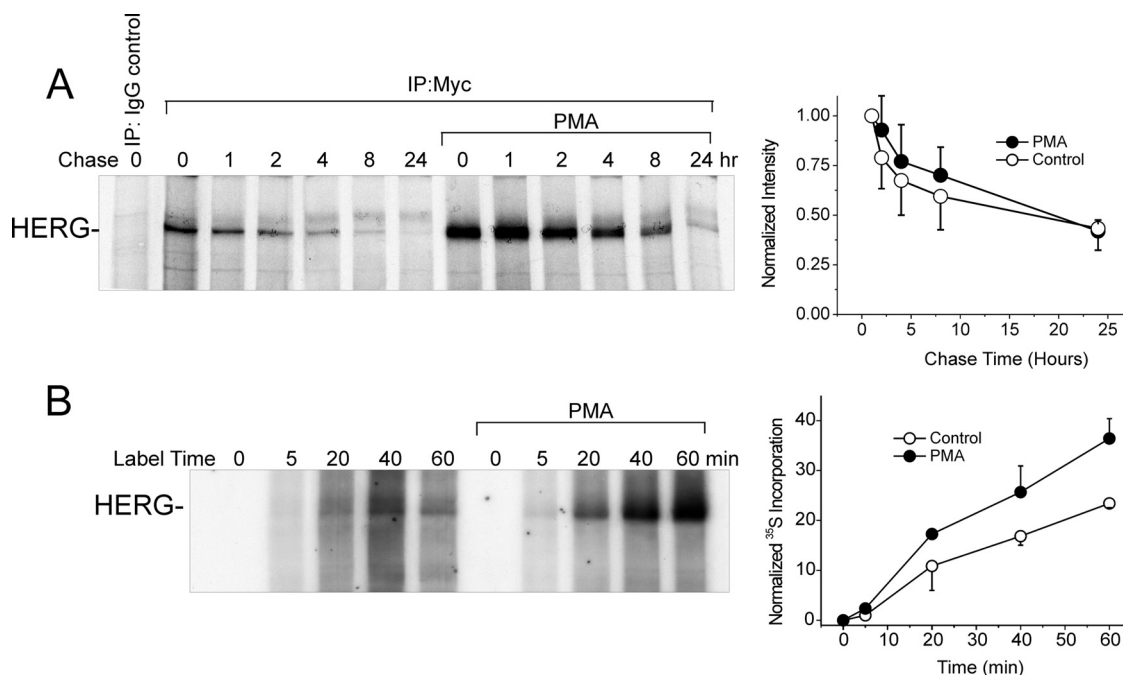 A
IP: IgG control
IP:Myc
PMA
Chase 0 0 1 2 4 8 24 0 1 2 4 8 24 hr
HERG-
Normalized Intensity
1.00
0.75
0.50
0.25
0.00
PMA
Control
0 5 10 15 20 25
Chase Time (Hours)
B
PMA
Label Time 0 5 20 40 60 0 5 20 40 60 min
HERG-
Normalized ³⁵S Incorporation
40
30
20
10
0
Control
PMA
0 10 20 30 40 50 60
Time (min)